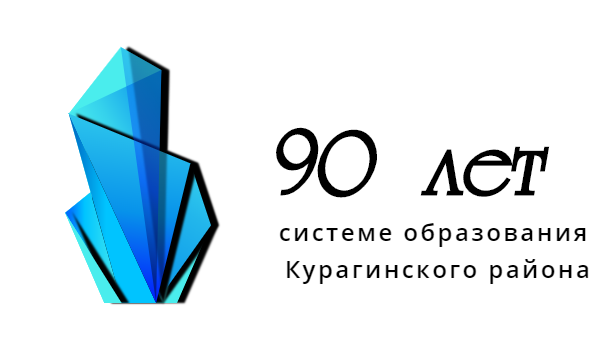 90 лет
системе образования
Курагинского района